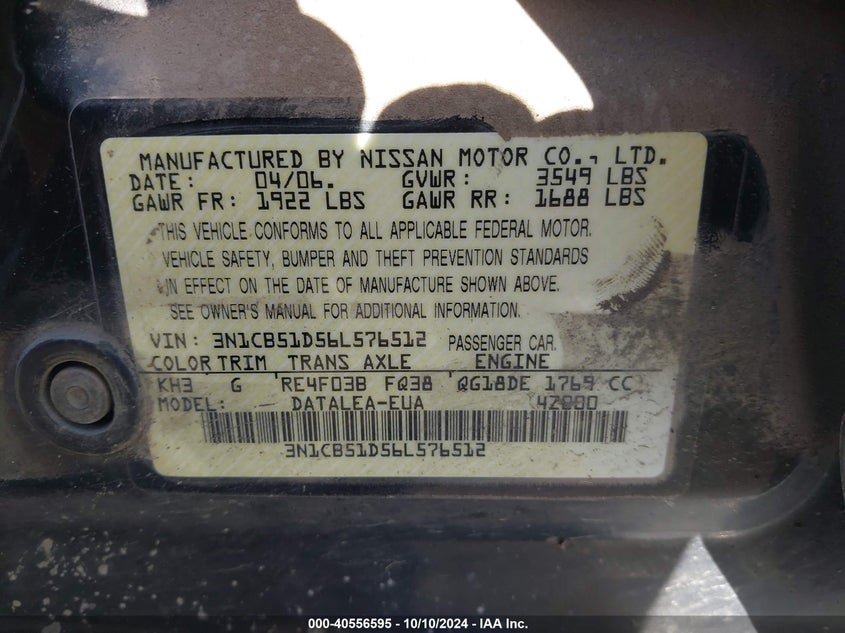 MANUFACTURED BY NISSAN MOTOR CO., LTD.
DATE: 04/06. GVWR: 3549 LBS
GAWR FR: 1922 LBS GAWR RR: 1688 LBS
THIS VEHICLE CONFORMS TO ALL APPLICABLE FEDERAL MOTOR.
VEHICLE SAFETY, BUMPER AND THEFT PREVENTION STANDARDS
IN EFFECT ON THE DATE OF MANUFACTURE SHOWN ABOVE.
SEE OWNER'S MANUAL FOR ADDITIONAL INFORMATION.
VIN: 3N1CB51D56L576512 PASSENGER CAR.
COLOR TRIM TRANS AXLE ENGINE
KH3 G RE4F03B FQ38 QG18DE 1769 CC
MODEL: DATALEA-EUA 4Z000
3N1CB51D56L576512
000-40556595 - 10/10/2024 - IAA Inc.